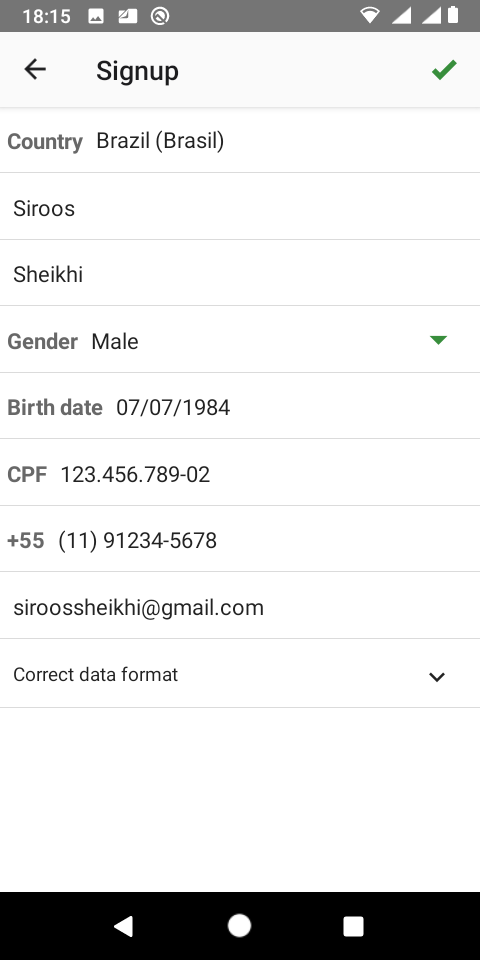 18:15
Signup
Country Brazil (Brasil)
Siroos
Sheikhi
Gender Male
Birth date 07/07/1984
CPF 123.456.789-02
+55 (11) 91234-5678
siroossheikhi@gmail.com
Correct data format